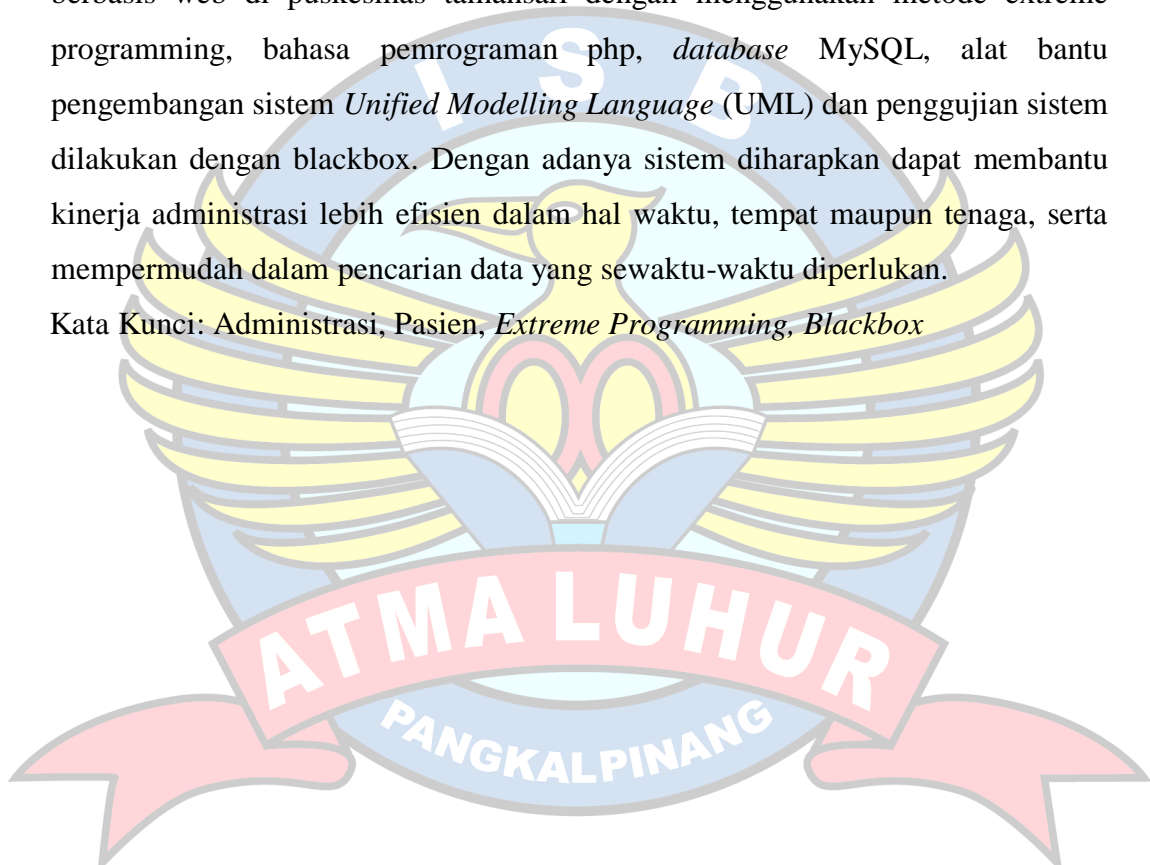 berbasis web di puskesmas tamansari dengan menggunakan metode extreme
programming, bahasa pemrograman php, database MySQL, alat bantu
pengembangan sistem Unified Modelling Language (UML) dan penggujian sistem
dilakukan dengan blackbox. Dengan adanya sistem diharapkan dapat membantu
kinerja administrasi lebih efisien dalam hal waktu, tempat maupun tenaga, serta
mempermudah dalam pencarian data yang sewaktu-waktu diperlukan.
Kata Kunci: Administrasi, Pasien, Extreme Programming, Blackbox
I S B
ATMA LUHUR
PANGKALPINANG